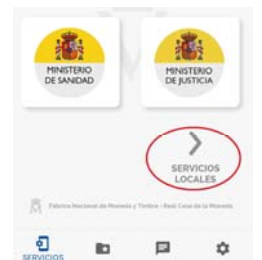 MINISTERIO
DE SANIDAD
MINISTERIO
DE JUSTICIA
SERVICIOS
LOCALES
Fábrica Nacional de Moneda y Timbre - Real Casa de la Moneda
SERVICIOS